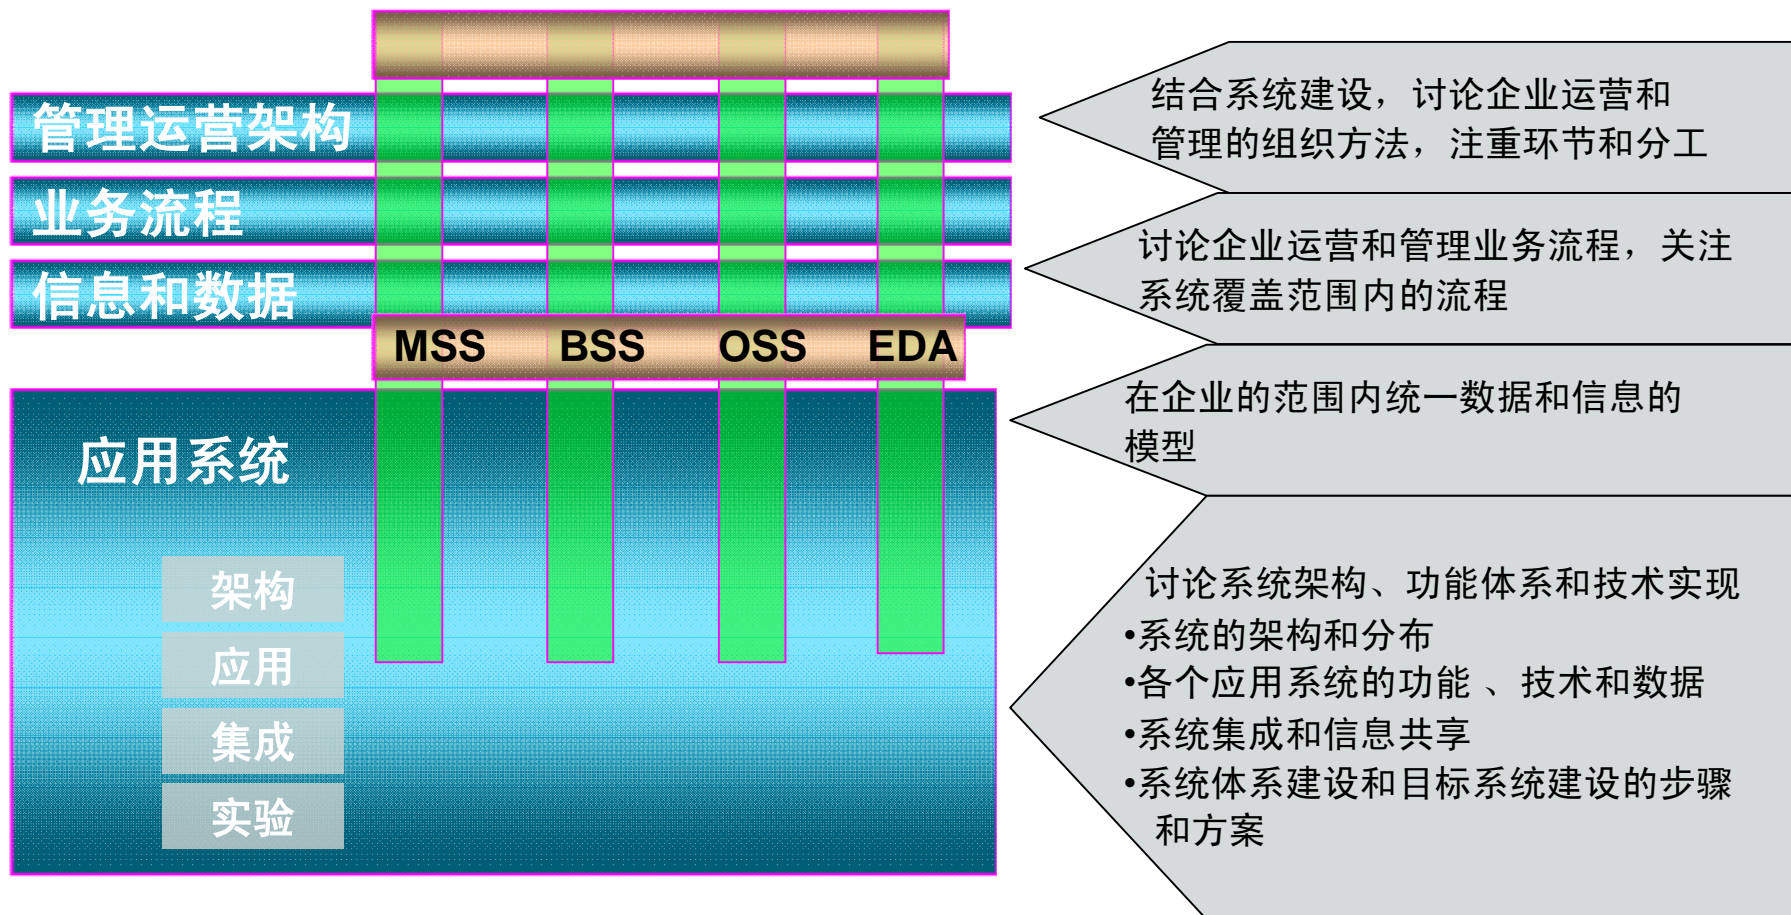 管理运营架构
业务流程
信息和数据
MSS BSS OSS EDA
应用系统
架构
应用
集成
实验
结合系统建设，讨论企业运营和
管理的组织方法，注重环节和分工
讨论企业运营和管理业务流程，关注
系统覆盖范围内的流程
在企业的范围内统一数据和信息的
模型
讨论系统架构、功能体系和技术实现
•系统的架构和分布
•各个应用系统的功能 、技术和数据
•系统集成和信息共享
•系统体系建设和目标系统建设的步骤
和方案